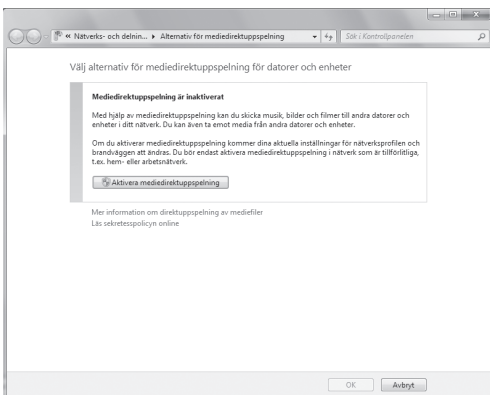 « Nätverks- och delnin... ▸ Alternativ för mediedirektuppspelning
Sök i Kontrollpanelen
Välj alternativ för mediedirektuppspelning för datorer och enheter
Mediedirektuppspelning är inaktiverat
Med hjälp av mediedirektuppspelning kan du skicka musik, bilder och filmer till andra datorer och
enheter i ditt nätverk. Du kan även ta emot media från andra datorer och enheter.
Om du aktiverar mediedirektuppspelning kommer dina aktuella inställningar för nätverksprofilen och
brandväggen att ändras. Du bör endast aktivera mediedirektuppspelning i nätverk som är tillförlitliga,
t.ex. hem- eller arbetsnätverk.
Aktivera mediedirektuppspelning
Mer information om direktuppspelning av mediefiler
Läs sekretesspolicyn online
OK
Avbryt